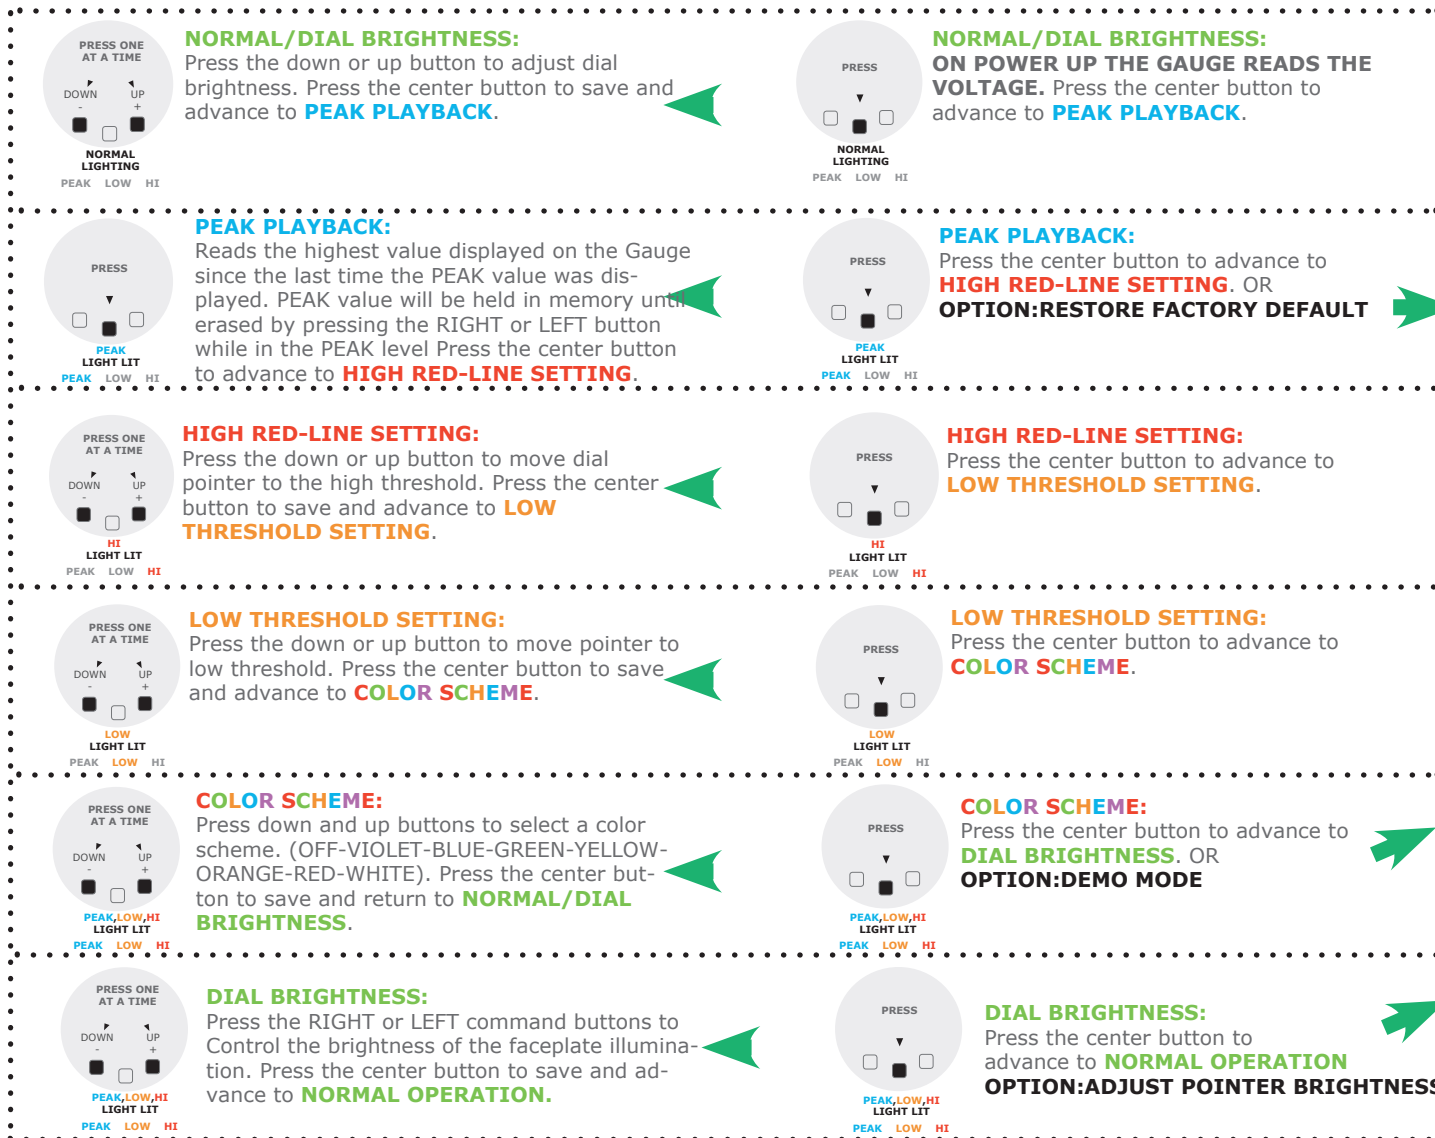 PRESS ONE
AT A TIME
DOWN UP
- +
NORMAL
LIGHTING
PEAK LOW HI
NORMAL/DIAL BRIGHTNESS:
Press the down or up button to adjust dial
brightness. Press the center button to save and
advance to PEAK PLAYBACK.
PRESS
NORMAL
LIGHTING
PEAK LOW HI
NORMAL/DIAL BRIGHTNESS:
ON POWER UP THE GAUGE READS THE
VOLTAGE. Press the center button to
advance to PEAK PLAYBACK.
PRESS
PEAK
LIGHT LIT
PEAK LOW HI
PEAK PLAYBACK:
Reads the highest value displayed on the Gauge
since the last time the PEAK value was dis-
played. PEAK value will be held in memory until
erased by pressing the RIGHT or LEFT button
while in the PEAK level Press the center button
to advance to HIGH RED-LINE SETTING.
PRESS
PEAK
LIGHT LIT
PEAK LOW HI
PEAK PLAYBACK:
Press the center button to advance to
HIGH RED-LINE SETTING. OR
OPTION:RESTORE FACTORY DEFAULT
PRESS ONE
AT A TIME
DOWN UP
- +
HI
LIGHT LIT
PEAK LOW HI
HIGH RED-LINE SETTING:
Press the down or up button to move dial
pointer to the high threshold. Press the center
button to save and advance to LOW
THRESHOLD SETTING.
PRESS
HI
LIGHT LIT
PEAK LOW HI
HIGH RED-LINE SETTING:
Press the center button to advance to
LOW THRESHOLD SETTING.
PRESS ONE
AT A TIME
DOWN UP
- +
LOW
LIGHT LIT
PEAK LOW HI
LOW THRESHOLD SETTING:
Press the down or up button to move pointer to
low threshold. Press the center button to save
and advance to COLOR SCHEME.
PRESS
LOW
LIGHT LIT
PEAK LOW HI
LOW THRESHOLD SETTING:
Press the center button to advance to
COLOR SCHEME.
PRESS ONE
AT A TIME
DOWN UP
- +
PEAK,LOW,HI
LIGHT LIT
PEAK LOW HI
COLOR SCHEME:
Press down and up buttons to select a color
scheme. (OFF-VIOLET-BLUE-GREEN-YELLOW-
ORANGE-RED-WHITE). Press the center but-
ton to save and return to NORMAL/DIAL
BRIGHTNESS.
PRESS
PEAK,LOW,HI
LIGHT LIT
PEAK LOW HI
COLOR SCHEME:
Press the center button to advance to
DIAL BRIGHTNESS. OR
OPTION:DEMO MODE
PRESS ONE
AT A TIME
DOWN UP
- +
PEAK,LOW,HI
LIGHT LIT
PEAK LOW HI
DIAL BRIGHTNESS:
Press the RIGHT or LEFT command buttons to
Control the brightness of the faceplate illumina-
tion. Press the center button to save and ad-
vance to NORMAL OPERATION.
PRESS
PEAK,LOW,HI
LIGHT LIT
PEAK LOW HI
DIAL BRIGHTNESS:
Press the center button to
advance to NORMAL OPERATION
OPTION:ADJUST POINTER BRIGHTNESS